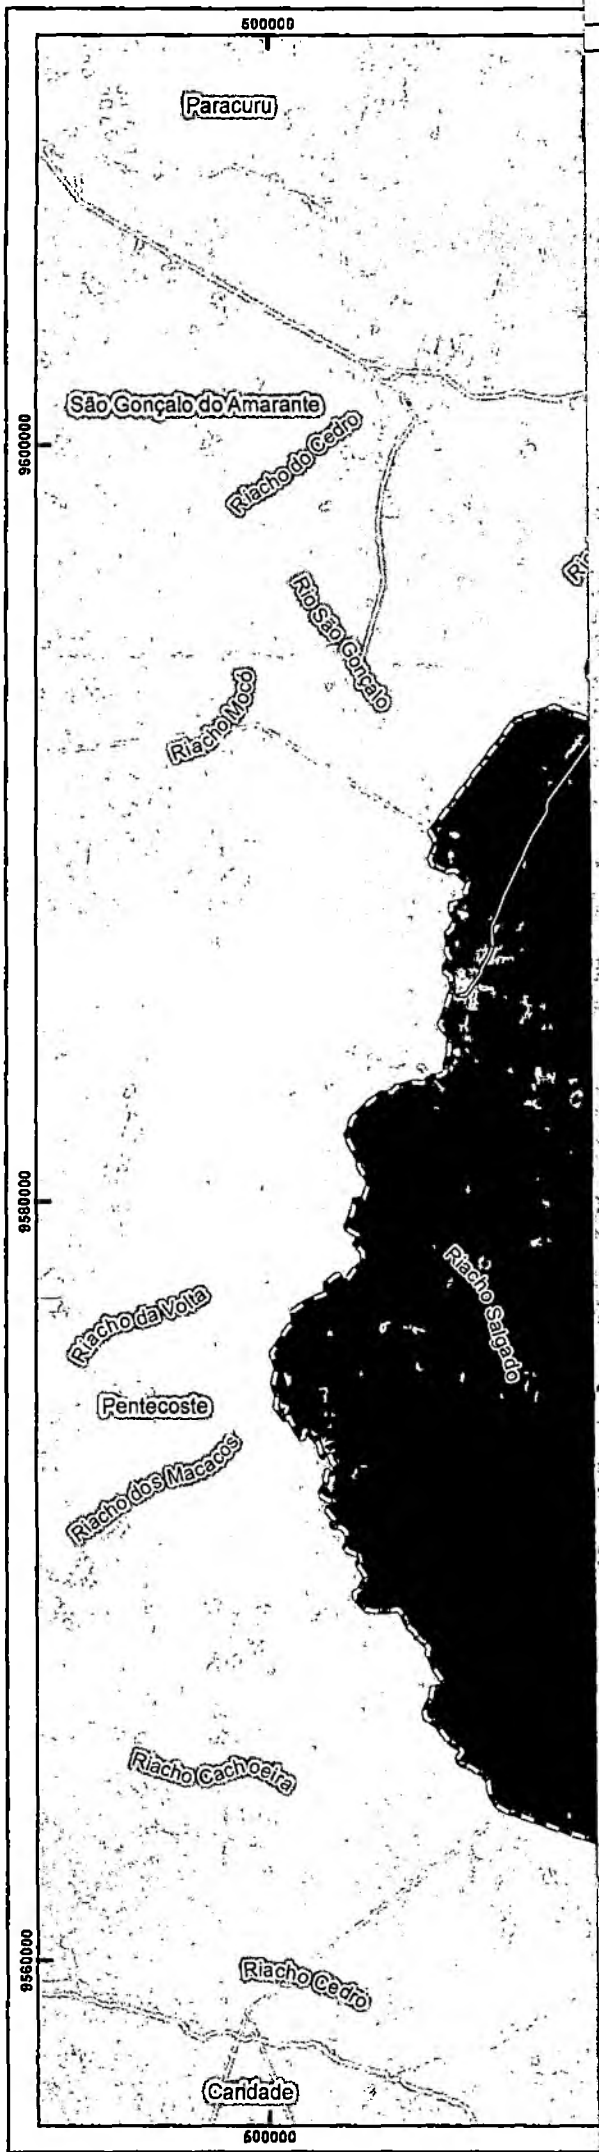 500000
Paracuru
São Gonçalo do Amarante
Riacho do Cedro
9600000
Rio São Gonçalo
Riacho Mocó
9580000
Riacho Salgado
Riacho da Volta
Pentecoste
Riacho dos Macacos
Riacho Cachoeira
9560000
Riacho Cedro
Caridade
500000